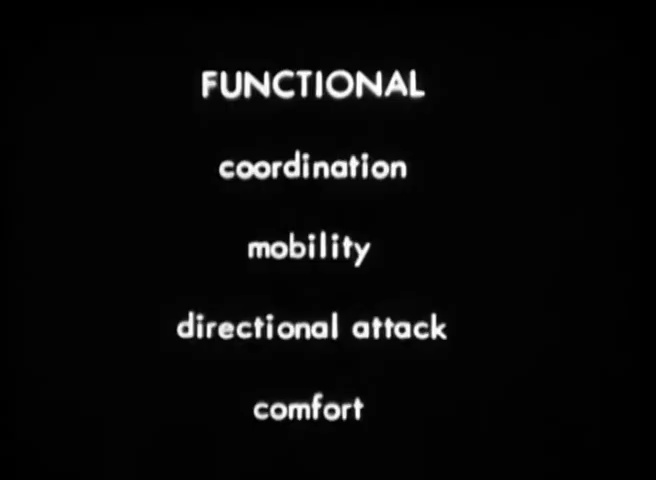 FUNCTIONAL
coordination
mobility
directional attack
comfort